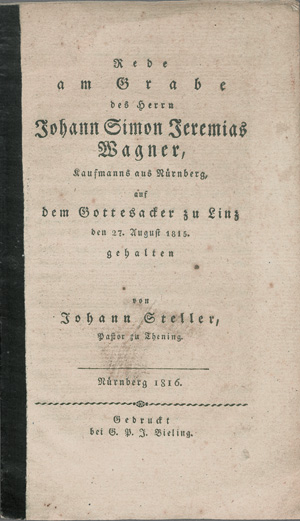 Rede
am Grabe
des Herrn
Johann Simon Jeremias
Wagner,
Kaufmanns aus Nürnberg,
auf
dem Gottesacker zu Linz
den 27. August 1815.
gehalten
von
Johann Steller,
Pastor zu Thening.
Nürnberg 1816.
Gedruckt
bei G. P. J. Bieling.